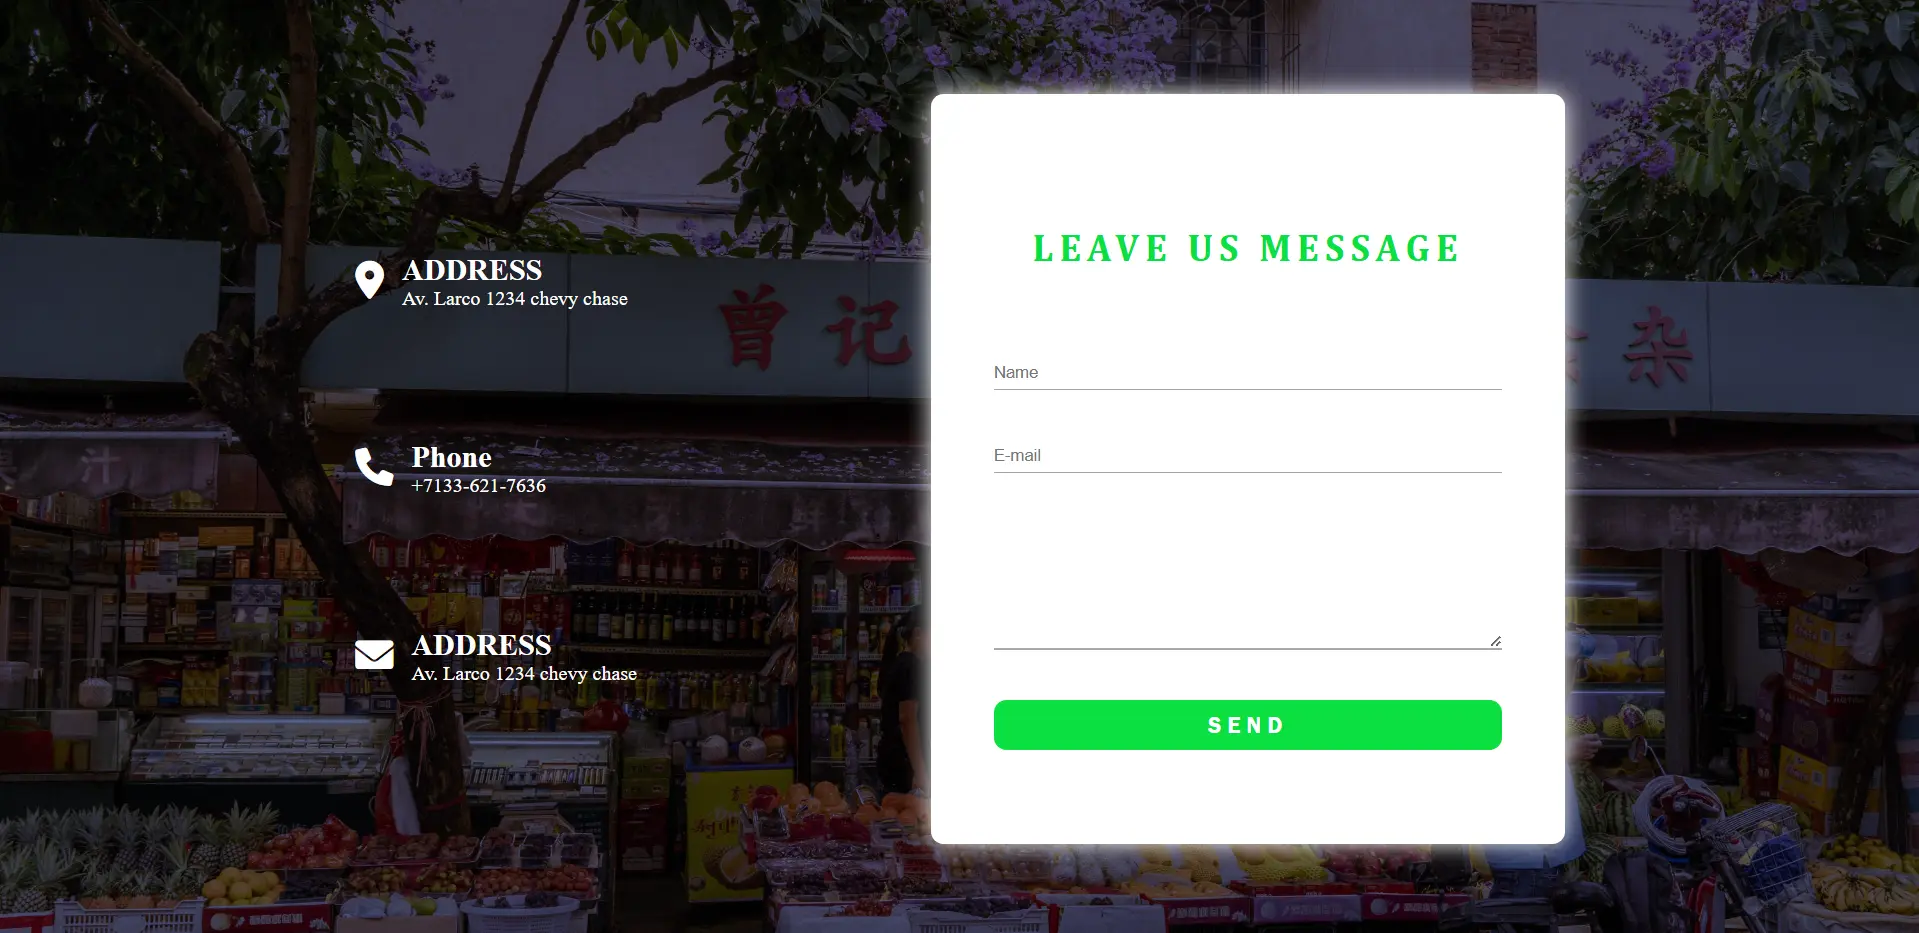 ADDRESS
Av. Larco 1234 chevy chase
曾记
杂
Phone
+7133-621-7636
汁
ADDRESS
Av. Larco 1234 chevy chase
LEAVE US MESSAGE
Name
E-mail
SEND